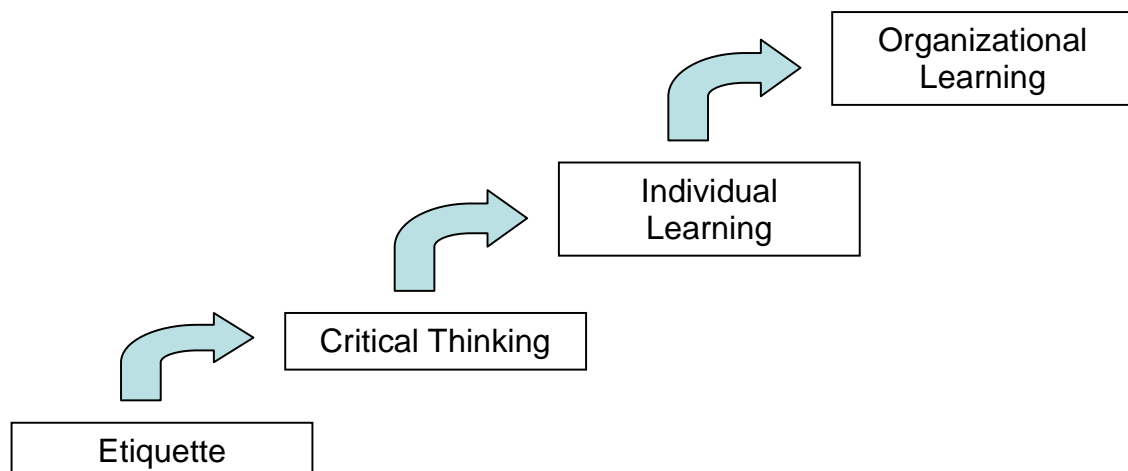 Organizational
Learning
Individual
Learning
Critical Thinking
Etiquette